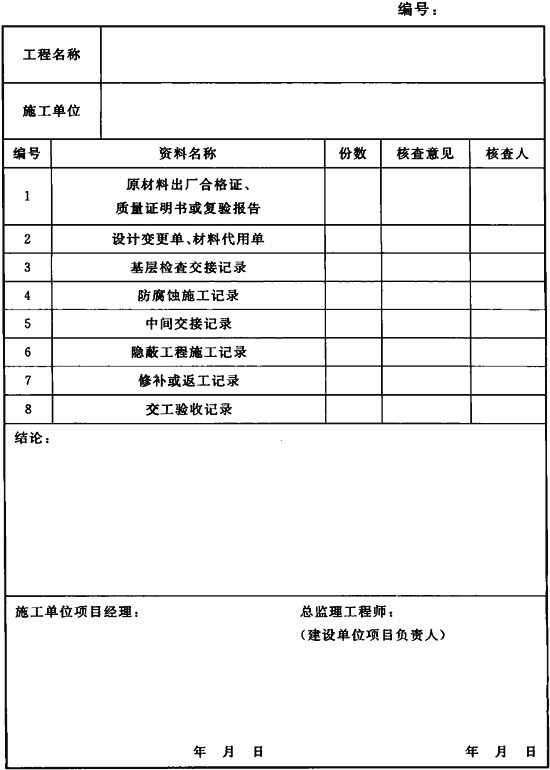 编号：
工程名称
施工单位
编号 资料名称 份数 核查意见 核查人
1 原材料出厂合格证、
质量证明书或复验报告
2 设计变更单、材料代用单
3 基层检查交接记录
4 防腐蚀施工记录
5 中间交接记录
6 隐蔽工程施工记录
7 修补或返工记录
8 交工验收记录
结论：
施工单位项目经理： 总监理工程师：
（建设单位项目负责人）
年 月 日 年 月 日